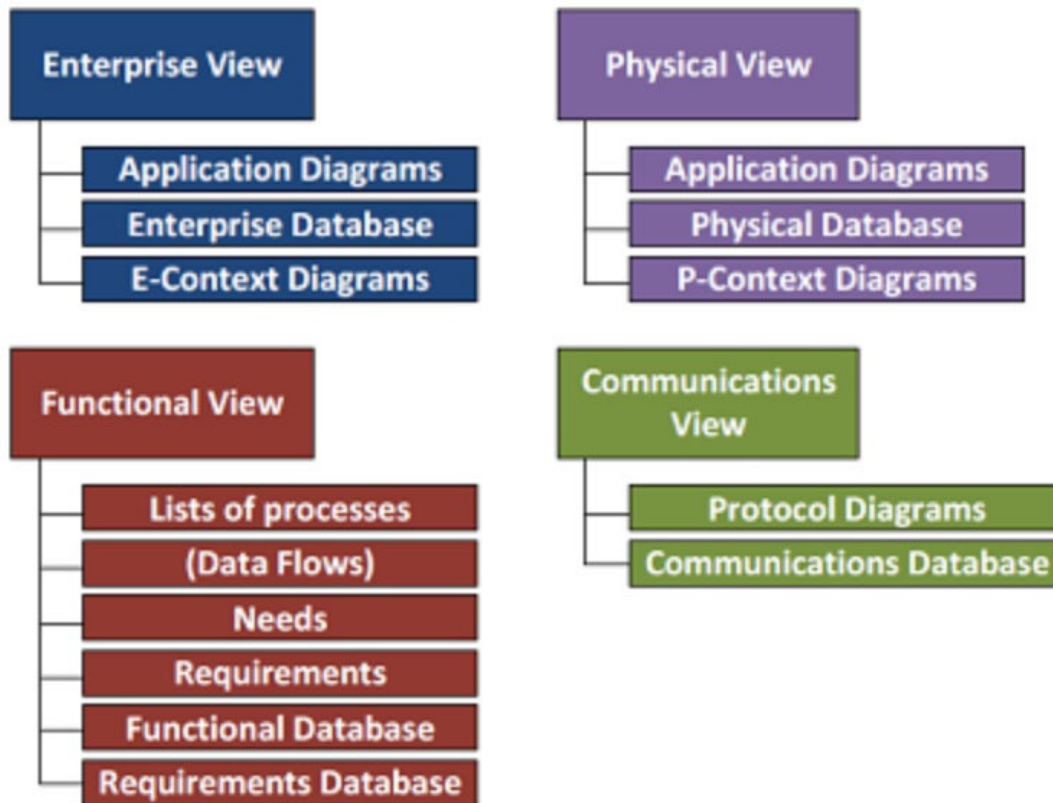 Enterprise View
Application Diagrams
Enterprise Database
E-Context Diagrams
Physical View
Application Diagrams
Physical Database
P-Context Diagrams
Functional View
Lists of processes
(Data Flows)
Needs
Requirements
Functional Database
Requirements Database
Communications
View
Protocol Diagrams
Communications Database